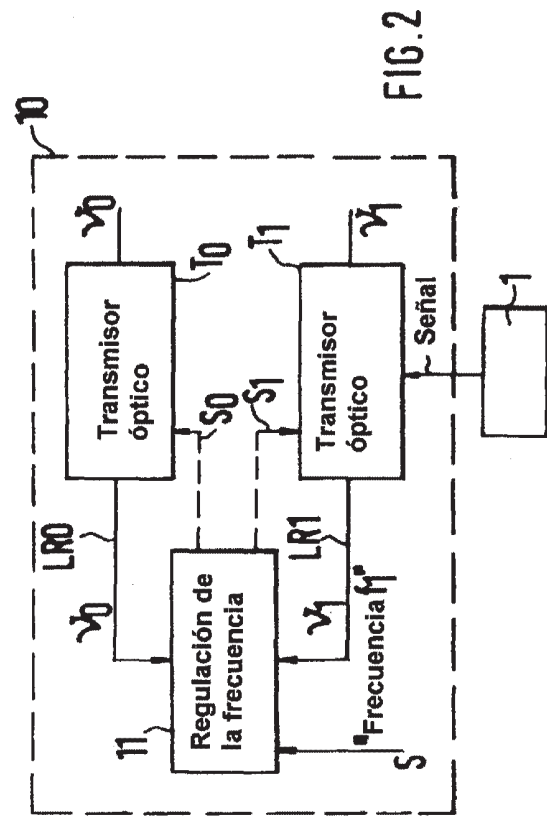 10
ν0
Transmisor
óptico
T0
LR0
ν0
S0
S1
11
Regulación de
la frecuencia
T1
Transmisor
óptico
ν1
LR1
ν1
"Frecuencia f1"
S
Señal
1
FIG.2